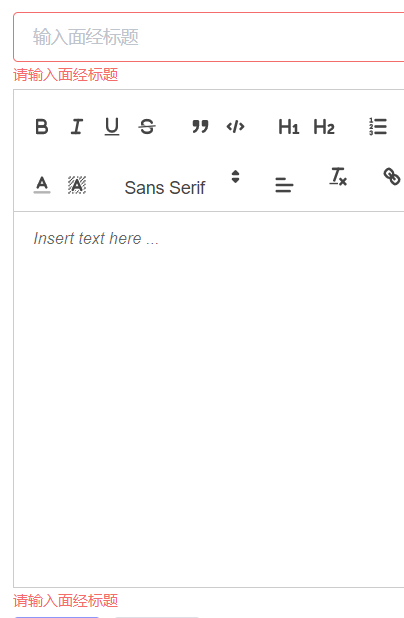 输入面经标题
请输入面经标题
B I U S ” </> H1 H2
A A Sans Serif Tx
Insert text here ...
请输入面经标题